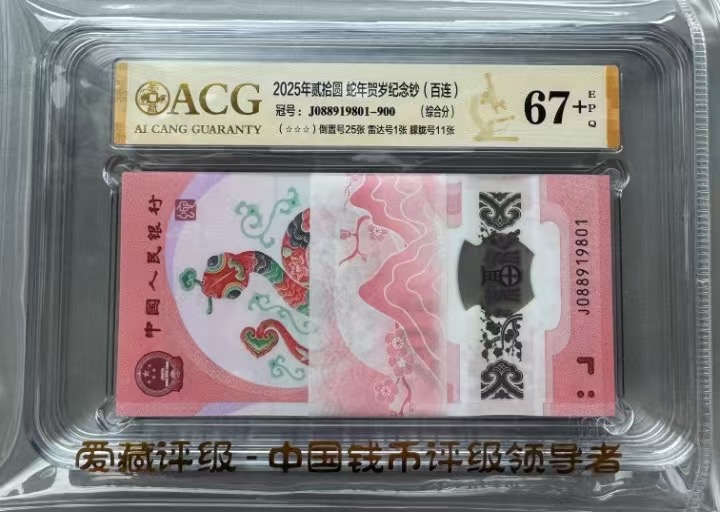 ACG
AI CANG GUARANTY
2025年贰拾圆 蛇年贺岁纪念钞（百连）
冠号：J088919801-900 （综合分）
（☆☆☆）倒置号25张 雷达号1张 朦胧号11张
67+
EPQ
中国人民银行
J088919801
爱藏评级-中国钱币评级领导者